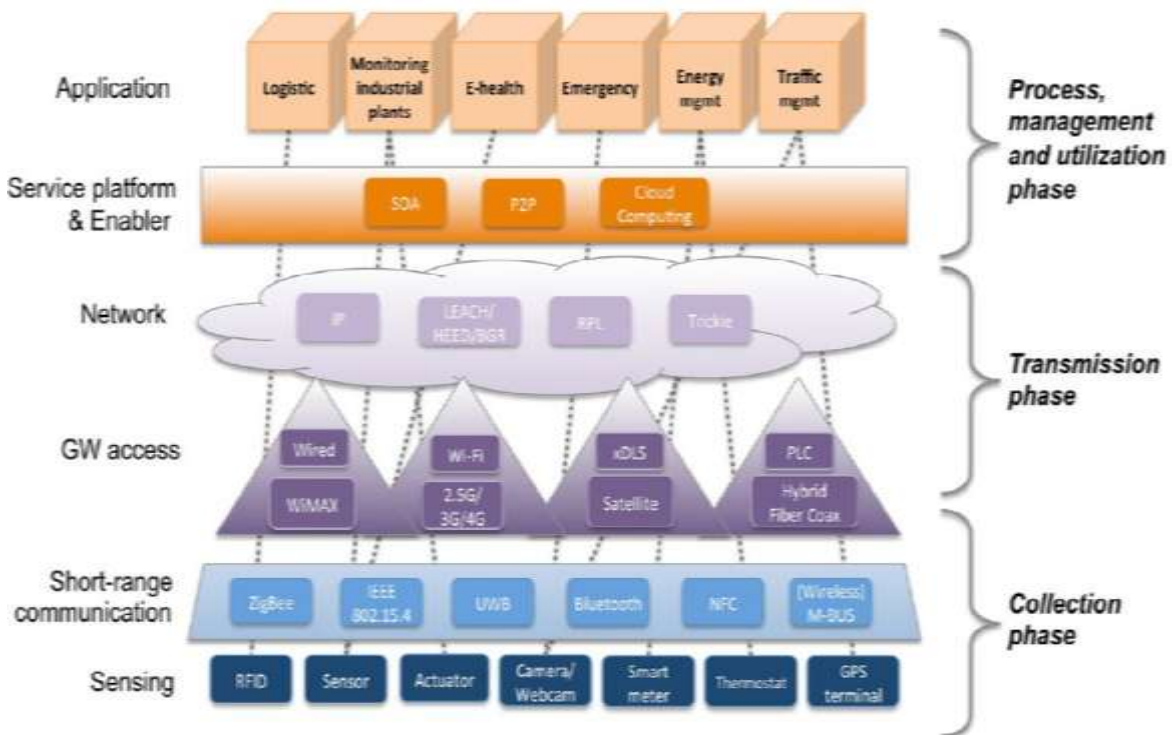 Application
Logistic
Monitoring
industrial
plants
E-health
Emergency
Energy
mgmt
Traffic
mgmt
Process,
management
and utilization
phase
Service platform
& Enabler
SOA
P2P
Cloud
Computing
Network
IP
LEACH/
HEED/BGR
RPL
Trickle
Transmission
phase
GW access
Wired
WiMAX
Wi-Fi
2.5G/
3G/4G
xDLS
Satellite
PLC
Hybrid
Fiber Coax
Short-range
communication
ZigBee
IEEE
802.15.4
UWB
Bluetooth
NFC
(Wireless)
M-BUS
Collection
phase
Sensing
RFID
Sensor
Actuator
Camera/
Webcam
Smart
meter
Thermostat
GPS
terminal